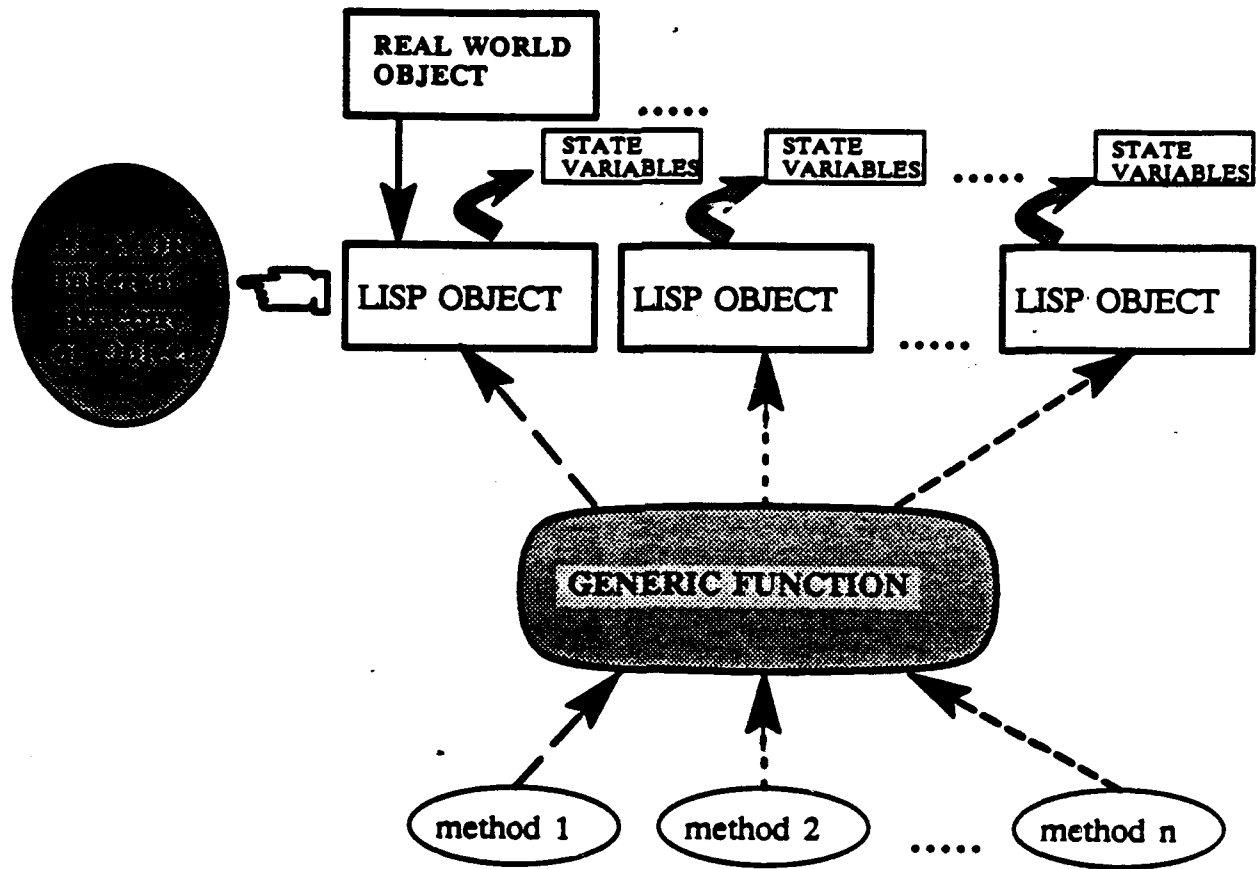 REAL WORLD
OBJECT
.....
STATE
VARIABLES
STATE
VARIABLES
.....
STATE
VARIABLES
LISP OBJECT
LISP OBJECT
.....
LISP OBJECT
GENERIC FUNCTION
method 1
method 2
.....
method n